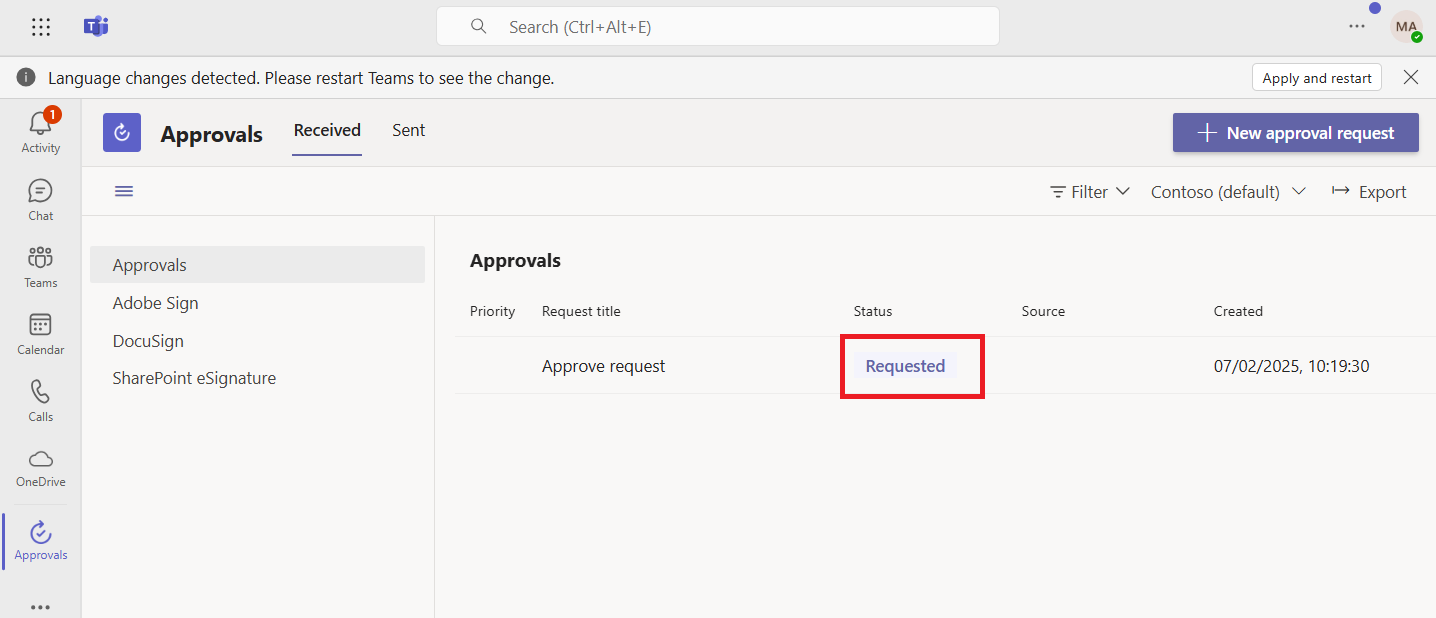 Search (Ctrl+Alt+E)
MA
Language changes detected. Please restart Teams to see the change.
Apply and restart
1
Activity
Chat
Teams
Calendar
Calls
OneDrive
Approvals
Approvals
Received
Sent
New approval request
Filter
Contoso (default)
Export
Approvals
Adobe Sign
DocuSign
SharePoint eSignature
Approvals
Priority Request title Status Source Created
Approve request Requested 07/02/2025, 10:19:30